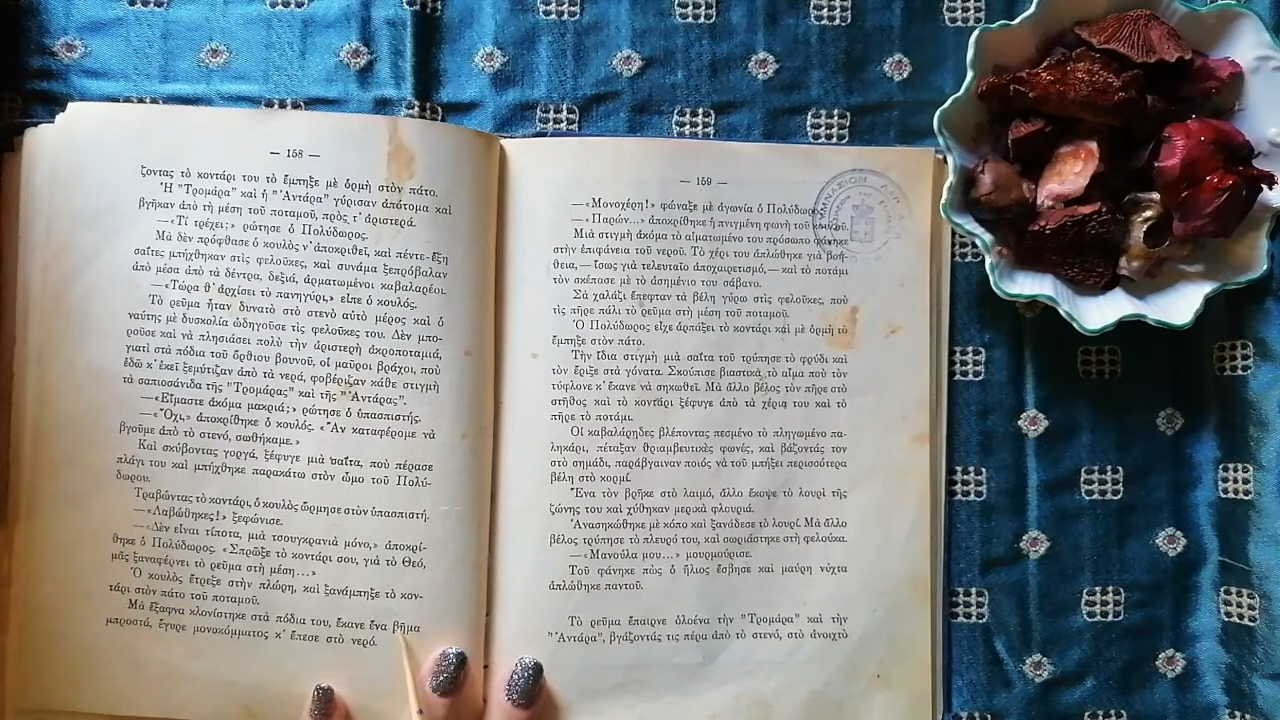 — 158 —
ζοντας τὸ κοντάρι του τὸ ἔμπηξε μὲ ὁρμὴ στὸν πάτο.
Ἡ "Τρομάρα" καὶ ἡ "Ἀντάρα" γύρισαν ἀπότομα καὶ
βγῆκαν ἀπὸ τὴ μέση τοῦ ποταμοῦ, πρὸς τ' ἀριστερά.
—«Τί τρέχει;» ρώτησε ὁ Πολύδωρος.
Μὰ δὲν πρόφθασε ὁ κουλὸς ν' ἀποκριθεῖ, καὶ πέντε-ἕξη
σαΐτες μπήχθηκαν στὶς φελοῦκες, καὶ συνάμα ξεπρόβαλαν
ἀπὸ μέσα ἀπὸ τὰ δέντρα, δεξιά, ἁρματωμένοι καβαλαρέοι.
—«Τώρα θ' ἀρχίσει τὸ πανηγύρι,» εἶπε ὁ κουλός.
Τὸ ρεῦμα ἦταν δυνατὸ στὸ στενὸ αὐτὸ μέρος καὶ ὁ
ναύτης μὲ δυσκολία ὡδηγοῦσε τὶς φελοῦκες του. Δὲν μπο-
ροῦσε καὶ νὰ πλησιάσει πολὺ τὴν ἀριστερὴ ἀκροποταμιά,
γιατὶ στὰ πόδια τοῦ ὄρθιου βουνοῦ, οἱ μαῦροι βράχοι, ποὺ
ἐδῶ κ' ἐκεῖ ξεμύτιζαν ἀπὸ τὰ νερά, φοβέριζαν κάθε στιγμὴ
τὰ σαπιοσάνιδα τῆς "Τρομάρας" καὶ τῆς "Ἀντάρας".
—«Εἴμαστε ἀκόμα μακριά;» ρώτησε ὁ ὑπασπιστής.
—«Ὄχι,» ἀποκρίθηκε ὁ κουλός. «Ἂν καταφέρομε νὰ
βγοῦμε ἀπὸ τὸ στενό, σωθήκαμε.»
Καὶ σκύβοντας γοργά, ξέφυγε μιὰ σαΐτα, ποὺ πέρασε
πλάγι του καὶ μπήχθηκε παρακάτω στὸν ὦμο τοῦ Πολύ-
δωρου.
Τραβώντας τὸ κοντάρι, ὁ κουλὸς ὥρμησε στὸν ὑπασπιστή.
—«Λαβώθηκες!» ξεφώνισε.
—«Δὲν εἶναι τίποτα, μιὰ τσουγκρανιὰ μόνο,» ἀποκρί-
θηκε ὁ Πολύδωρος. «Σπρῶξε τὸ κοντάρι σου, γιὰ τὸ Θεό,
μᾶς ξαναφέρνει τὸ ρεῦμα στὴ μέση...»
Ὁ κουλὸς ἔτρεξε στὴν πλώρη, καὶ ξανάμπηξε τὸ κον-
τάρι στὸν πάτο τοῦ ποταμοῦ.
Μὰ ἔξαφνα κλονίστηκε στὰ πόδια του, ἔκανε ἕνα βῆμα
μπροστά, ἔγυρε μονοκόμματος κ' ἔπεσε στὸ νερό.
— 159 —
—«Μονοχέρη!» φώναξε μὲ ἀγωνία ὁ Πολύδωρος.
—«Παρών...» ἀποκρίθηκε ἡ πνιγμένη φωνὴ τοῦ κουλοῦ.
Μιὰ στιγμὴ ἀκόμα τὸ αἱματωμένο του πρόσωπο φάνηκε
στὴν ἐπιφάνεια τοῦ νεροῦ. Τὸ χέρι του ἁπλώθηκε γιὰ βοή-
θεια,— ἴσως γιὰ τελευταῖο ἀποχαιρετισμό,— καὶ τὸ ποτάμι
τὸν σκέπασε μὲ τὸ ἀσημένιο του σάβανο.
Σὰ χαλάζι ἔπεφταν τὰ βέλη γύρω στὶς φελοῦκες, ποὺ
τὶς πῆρε πάλι τὸ ρεῦμα στὴ μέση τοῦ ποταμοῦ.
Ὁ Πολύδωρος εἶχε ἁρπάξει τὸ κοντάρι καὶ μὲ ὁρμὴ τὸ
ἔμπηξε στὸν πάτο.
Τὴν ἴδια στιγμὴ μιὰ σαΐτα τοῦ τρύπησε τὸ φρύδι καὶ
τὸν ἔριξε στὰ γόνατα. Σκούπισε βιαστικὰ τὸ αἷμα ποὺ τὸν
τύφλονε κ' ἔκανε νὰ σηκωθεῖ. Μὰ ἄλλο βέλος τὸν πῆρε στὸ
στῆθος καὶ τὸ κοντάρι ξέφυγε ἀπὸ τὰ χέρια του καὶ τὸ
πῆρε τὸ ποτάμι.
Οἱ καβαλάρηδες βλέποντας πεσμένο τὸ πληγωμένο πα-
ληκάρι, πέταξαν θριαμβευτικὲς φωνές, καὶ βάζοντάς τον
στὸ σημάδι, παράβγαιναν ποιὸς νὰ τοῦ μπήξει περισσότερα
βέλη στὸ κορμί.
Ἕνα τὸν βρῆκε στὸ λαιμό, ἄλλο ἔκοψε τὸ λουρὶ τῆς
ζώνης του καὶ χύθηκαν μερικὰ φλουριά.
Ἀνασηκώθηκε μὲ κόπο καὶ ξανάδεσε τὸ λουρί. Μὰ ἄλλο
βέλος τρύπησε τὸ πλευρό του, καὶ σωριάστηκε στὴ φελούκα.
—«Μανούλα μου...» μουρμούρισε.
Τοῦ φάνηκε πὼς ὁ ἥλιος ἔσβησε καὶ μαύρη νύχτα
ἁπλώθηκε παντοῦ.
Τὸ ρεῦμα ἔπαιρνε ὁλοένα τὴν "Τρομάρα" καὶ τὴν
"Ἀντάρα", βγάζοντάς τις πέρα ἀπὸ τὸ στενό, στὸ ἀνοιχτὸ
ΓΥΜΝΑΣΙΟΝ